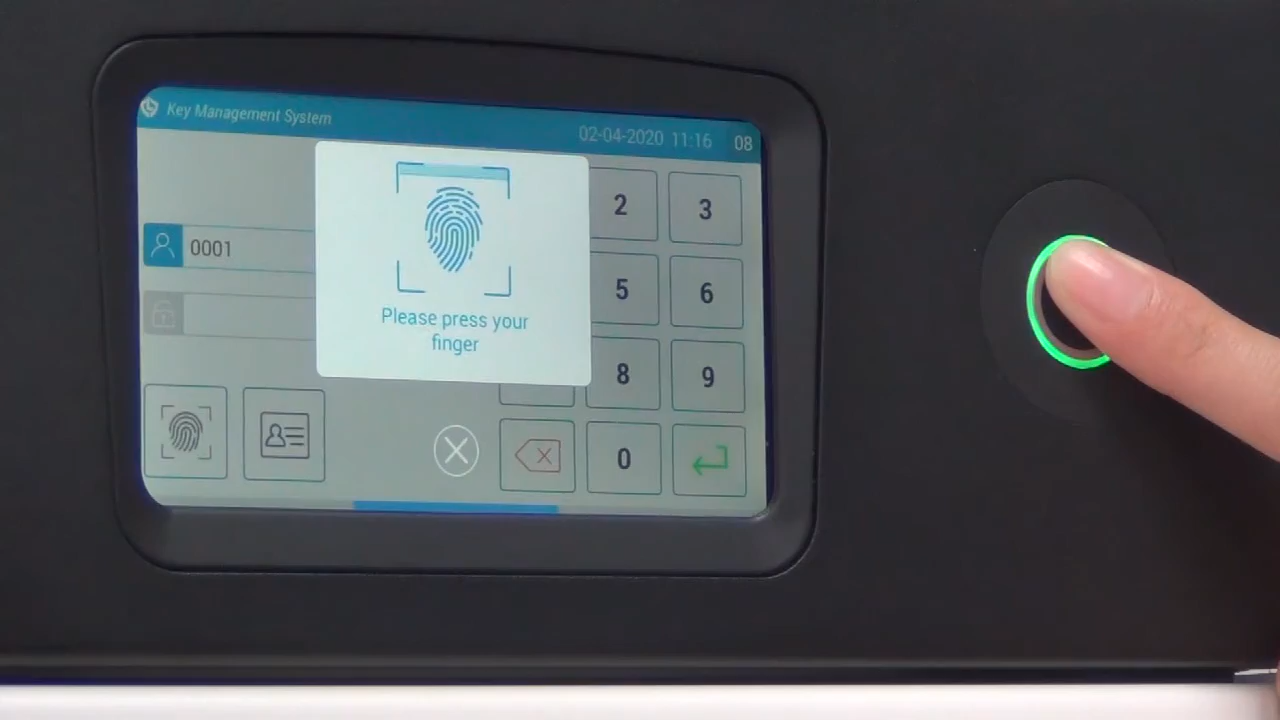 Key Management System
02-04-2020 11:16 08
0001
Please press your
finger
2 3
5 6
8 9
0